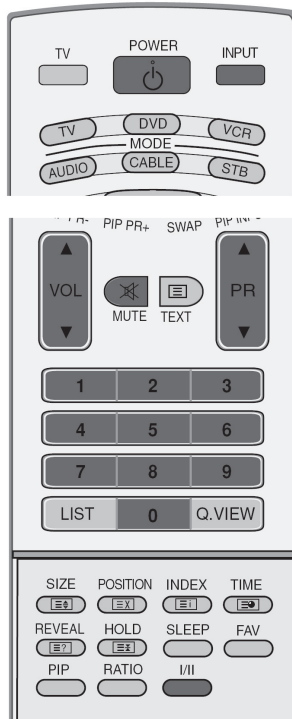 TV POWER INPUT
TV DVD VCR
MODE
AUDIO CABLE STB
PIP PR+ SWAP
VOL PR
MUTE TEXT
1 2 3
4 5 6
7 8 9
LIST 0 Q.VIEW
SIZE POSITION INDEX TIME
REVEAL HOLD SLEEP FAV
PIP RATIO I/II